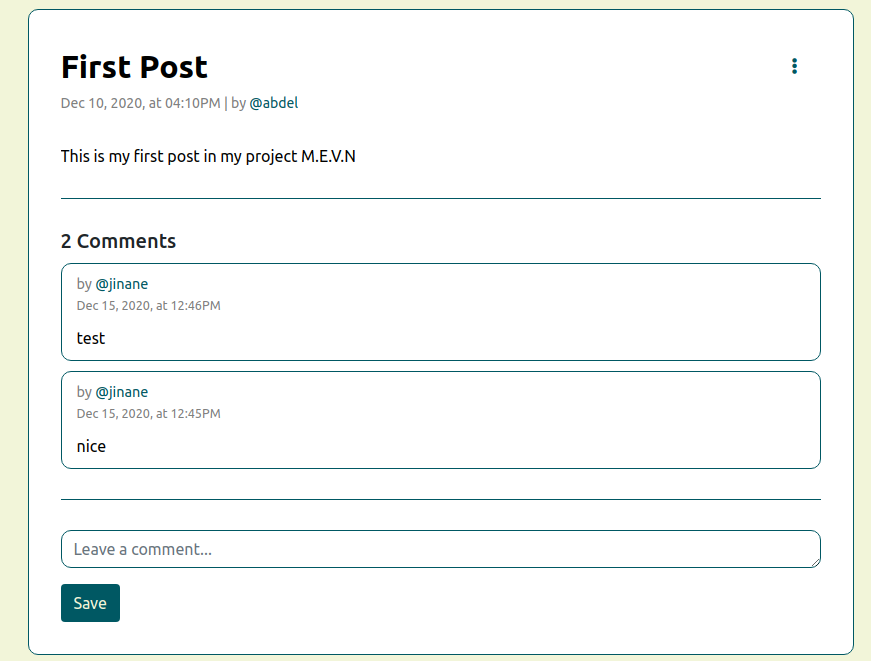 First Post
Dec 10, 2020, at 04:10PM | by @abdel
This is my first post in my project M.E.V.N
2 Comments
by @jinane
Dec 15, 2020, at 12:46PM
test
by @jinane
Dec 15, 2020, at 12:45PM
nice
Leave a comment...
Save